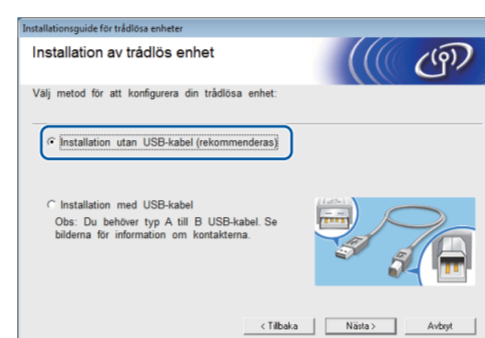 Installationsguide för trådlösa enheter
Installation av trådlös enhet
Välj metod för att konfigurera din trådlösa enhet:
Installation utan USB-kabel (rekommenderas)
Installation med USB-kabel
Obs: Du behöver typ A till B USB-kabel. Se
bilderna för information om kontakterna.
< Tillbaka
Nästa >
Avbryt